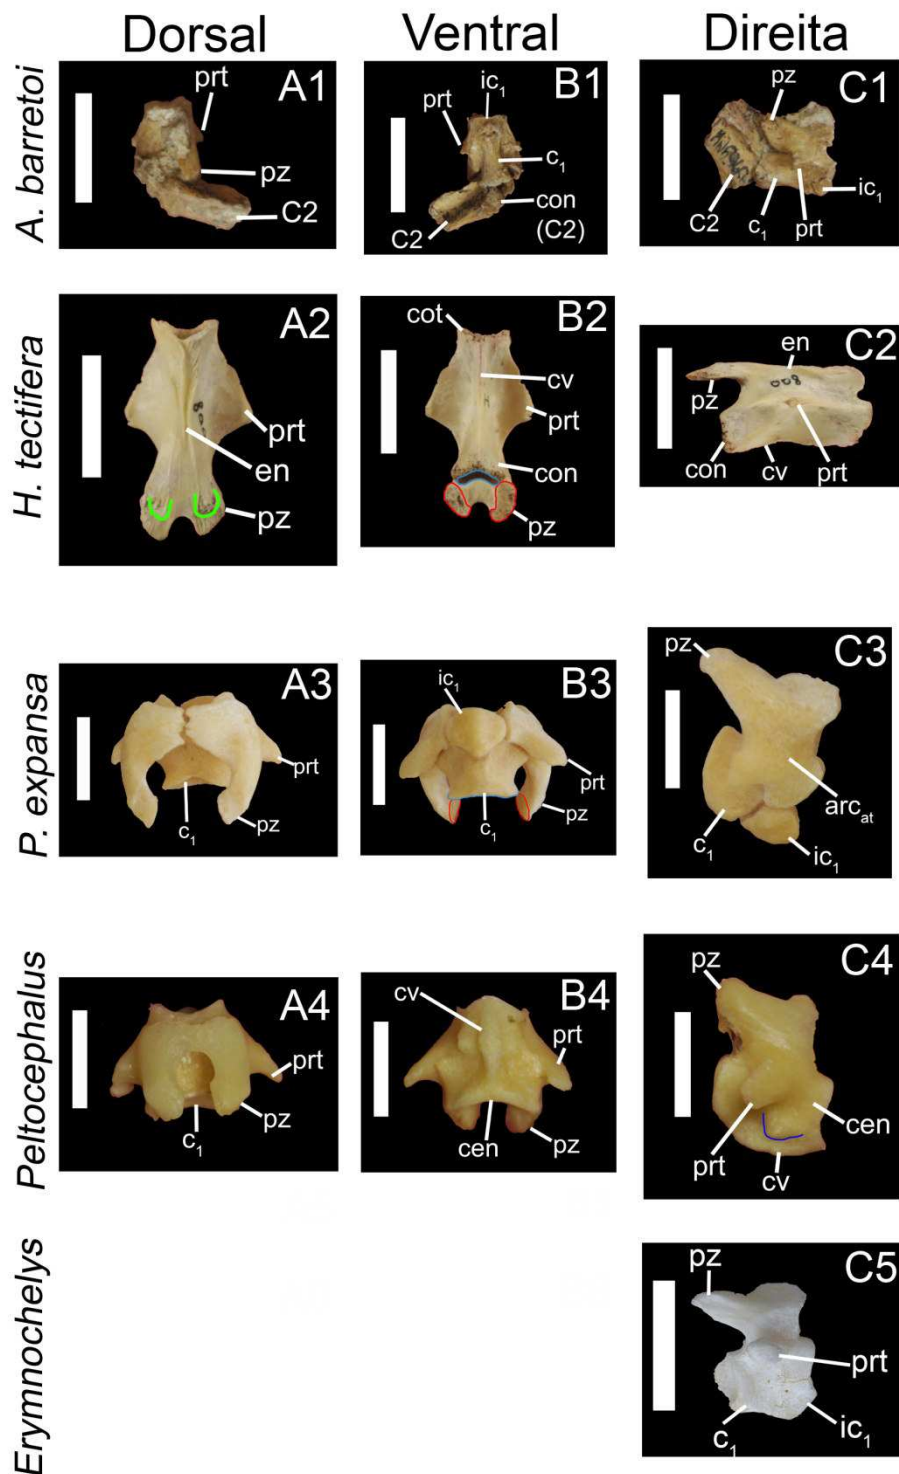 Dorsal Ventral Direita
A. barretoi
A1
prt
pz
C2
B1
prt
ic₁
c₁
con
(C2)
C2
C1
pz
C2
c₁
prt
ic₁
H. tectifera
A2
prt
en
pz
B2
cot
cv
prt
con
pz
C2
en
800
pz
con
cv
prt
P. expansa
A3
prt
c₁
pz
B3
ic₁
prt
c₁
pz
C3
pz
arc at
c₁
ic₁
Peltocephalus
A4
prt
c₁
pz
B4
cv
prt
cen
pz
C4
pz
cen
prt
cv
Erymnochelys
C5
pz
prt
c₁
ic₁